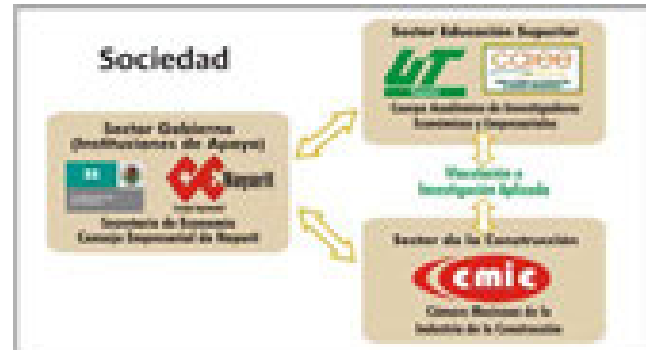 Sociedad
Sector Educación Superior
UT
Cuerpo Académico de Investigadores
Económicos y Empresariales
Sector Gobierno
(Instituciones de Apoyo)
Nayarit
Secretaría de Economía
Consejo Empresarial de Nayarit
Vinculación e
Investigación Aplicada
Sector de la Construcción
cmic
Cámara Mexicana de la
Industria de la Construcción